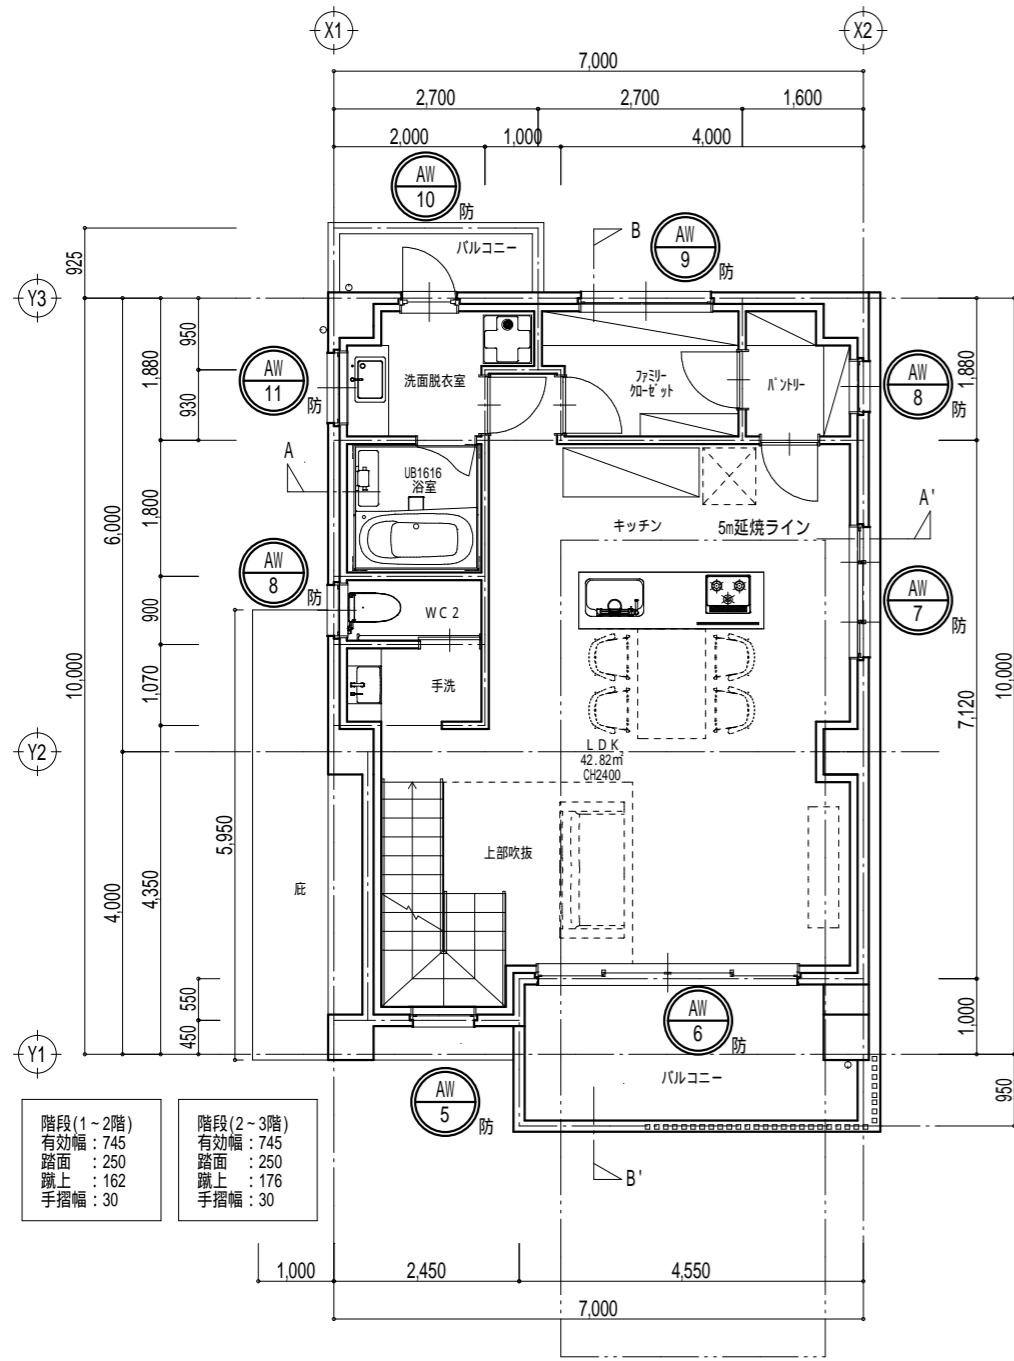 X1
X2
7,000
2,700
2,700
1,600
2,000
1,000
4,000
AW
10
防
バルコニー
B
AW
9
防
925
Y3
950
1,880
930
AW
11
防
洗面脱衣室
ファミリー
クローゼット
パントリー
AW
8
防
1,880
A
UB1616
浴室
キッチン
5m延焼ライン
A'
6,000
1,800
AW
8
防
900
WC2
AW
7
防
10,000
1,070
手洗
10,000
7,120
Y2
LDK
42.82㎡
CH2400
5,950
上部吹抜
庇
4,000
4,350
550
450
AW
6
防
1,000
Y1
バルコニー
950
AW
5
防
階段(1~2階)
有効幅:745
踏面 :250
蹴上 :162
手摺幅:30
階段(2~3階)
有効幅:745
踏面 :250
蹴上 :176
手摺幅:30
B'
1,000
2,450
4,550
7,000